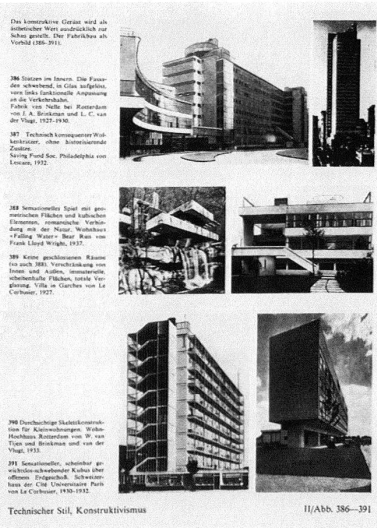 Das konstruktive Gerüst wird als
ästhetischer Wert ausdrücklich zur
Schau gestellt. Der Fabrikbau als
Vorbild (386–391).
386 Stützen im Innern. Die Fassa-
den schwebend, in Glas aufgelöst,
vorn links funktionelle Anpassung
an die Verkehrsbahn.
Fabrik van Nelle bei Rotterdam
von J. A. Brinkman und L. C. van
der Vlugt, 1927–1930.
387 Technisch konsequenter Wol-
kenkratzer, ohne historisierende
Zusätze.
Saving Fund Soc. Philadelphia von
Lescaze, 1932.
388 Sensationelles Spiel mit geo-
metrischen Flächen und kubischen
Elementen, romantische Verbin-
dung mit der Natur. Wohnhaus
«Falling Water» Bear Run von
Frank Lloyd Wright, 1937.
389 Keine geschlossenen Räume
(so auch 388). Verschränkung von
Innen und Außen, immaterielle,
scheibenhafte Flächen, totale Ver-
glasung. Villa in Garches von Le
Corbusier, 1927.
390 Durchsichtige Skelettkonstruk-
tion für Kleinwohnungen. Wohn-
Hochhaus Rotterdam von W. van
Tijen und Brinkman und van der
Vlugt, 1933.
391 Sensationeller, scheinbar ge-
wichtslos-schwebender Kubus über
offenem Erdgeschoß. Schweizer-
haus der Cité Universitaire Paris
von Le Corbusier, 1930–1932.
Technischer Stil, Konstruktivismus
II/Abb. 386–391